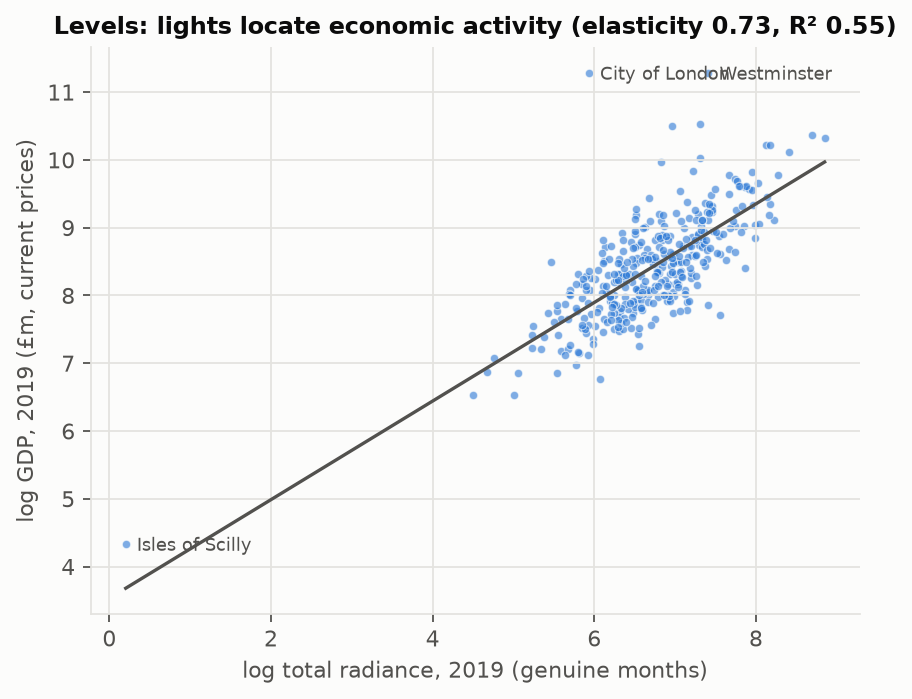 Levels: lights locate economic activity (elasticity 0.73, R² 0.55)
City of London
Westminster
11
10
9
8
7
6
5
4
Isles of Scilly
0 2 4 6 8
log total radiance, 2019 (genuine months)
log GDP, 2019 (£m, current prices)